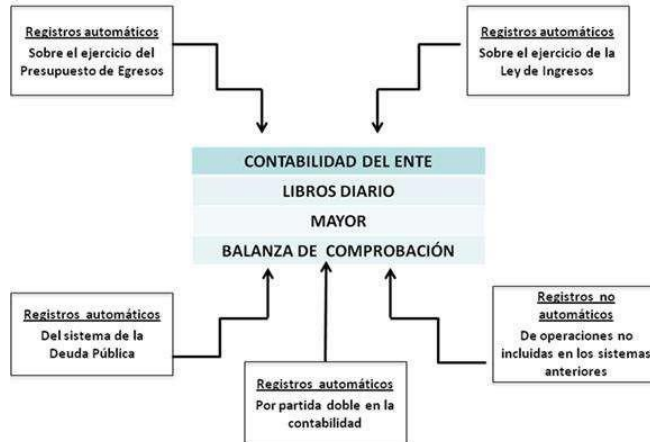 Registros automáticos
Sobre el ejercicio del
Presupuesto de Egresos
Registros automáticos
Sobre el ejercicio de la
Ley de Ingresos
CONTABILIDAD DEL ENTE
LIBROS DIARIO
MAYOR
BALANZA DE COMPROBACIÓN
Registros automáticos
Del sistema de la
Deuda Pública
Registros automáticos
Por partida doble en la
contabilidad
Registros no
automáticos
De operaciones no
incluidas en los sistemas
anteriores